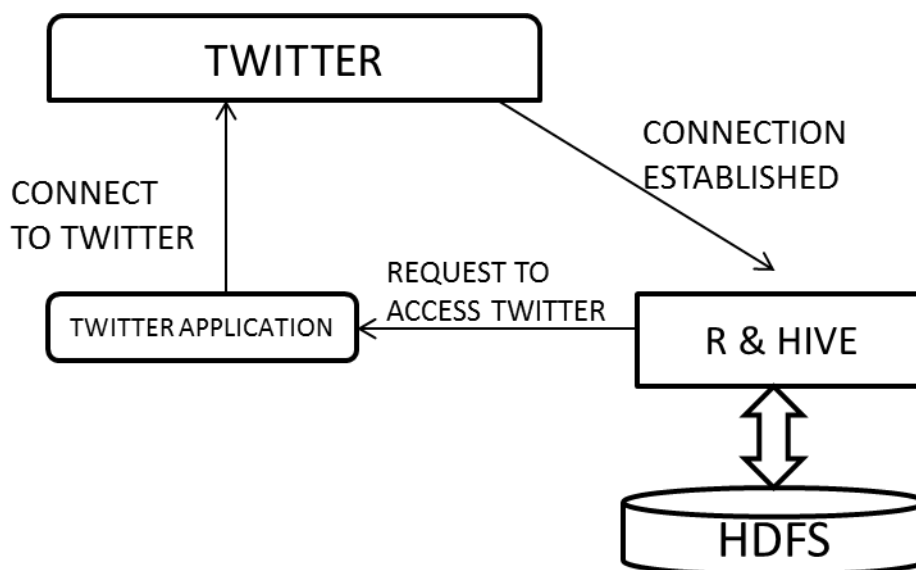 TWITTER
CONNECTION
ESTABLISHED
CONNECT
TO TWITTER
REQUEST TO
ACCESS TWITTER
TWITTER APPLICATION
R & HIVE
HDFS